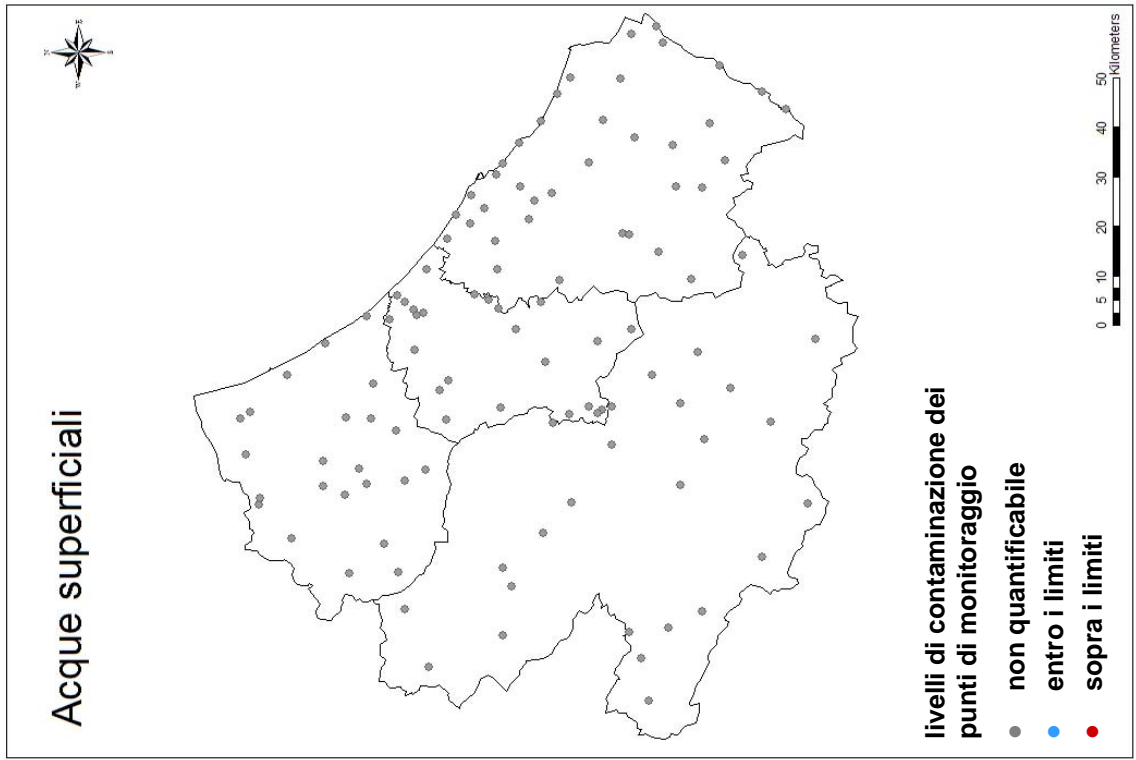 Acque superficiali
N
W
E
S
livelli di contaminazione dei
punti di monitoraggio
non quantificabile
entro i limiti
sopra i limiti
0 5 10 20 30 40 50
Kilometers